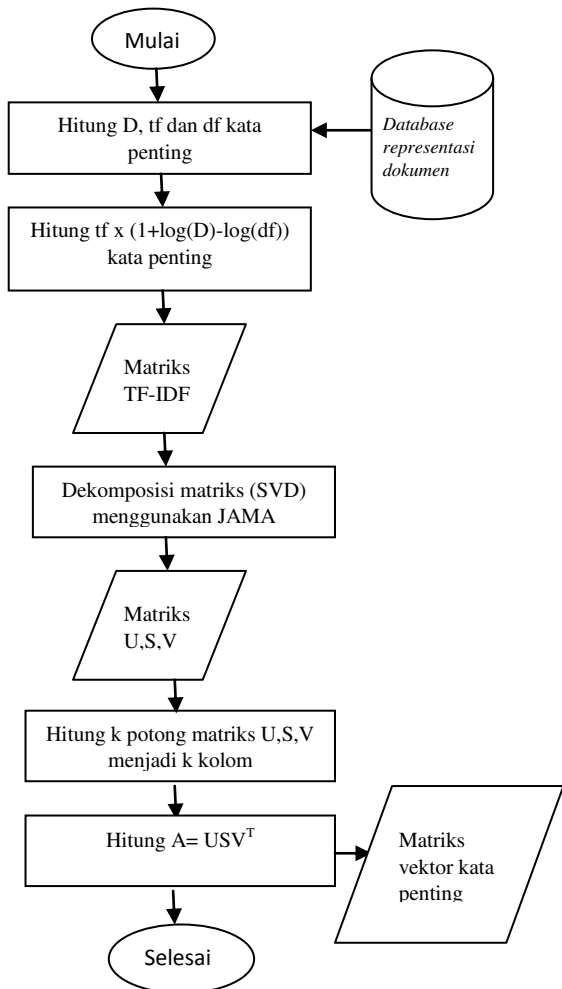 Mulai
Hitung D, tf dan df kata
penting
Database
representasi
dokumen
Hitung tf x (1+log(D)-log(df))
kata penting
Matriks
TF-IDF
Dekomposisi matriks (SVD)
menggunakan JAMA
Matriks
U,S,V
Hitung k potong matriks U,S,V
menjadi k kolom
Hitung A= USVᵀ
Matriks
vektor kata
penting
Selesai